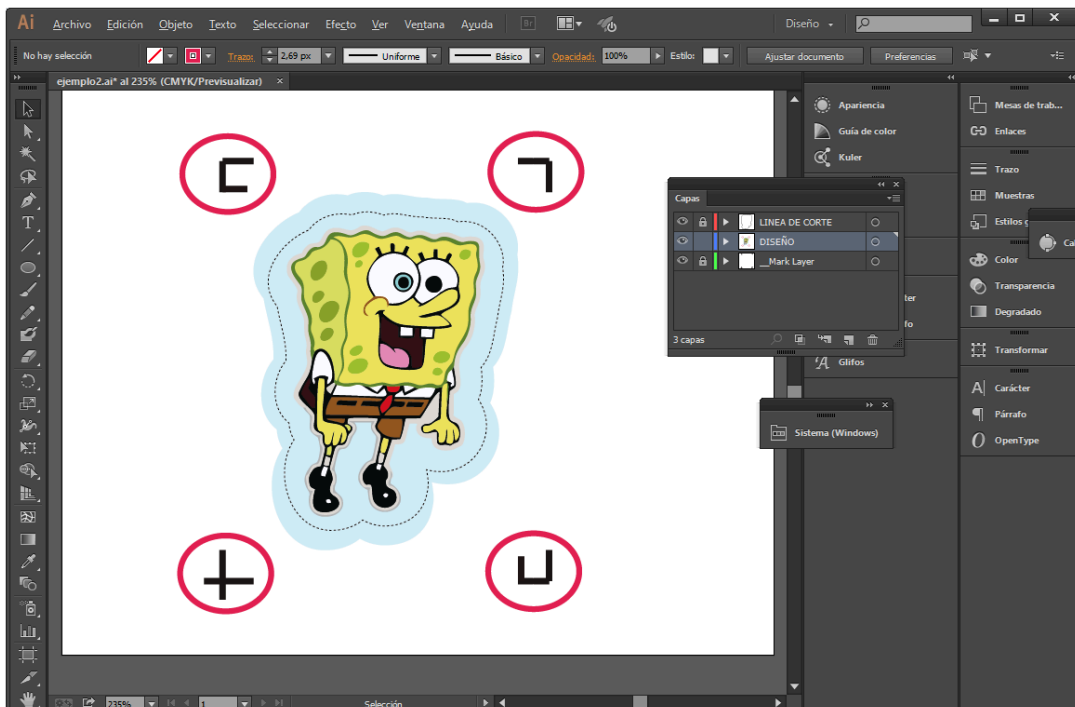 Ai Archivo Edición Objeto Texto Seleccionar Efecto Ver Ventana Ayuda Br Diseño
No hay selección Trazo: 2,69 px Uniforme Básico Opacidad: 100% Estilo: Ajustar documento Preferencias
ejemplo2.ai* al 235% (CMYK/Previsualizar) ×
Apariencia
Guía de color
Kuler
Capas
LINEA DE CORTE
DISEÑO
__Mark Layer
3 capas
Glifos
Sistema (Windows)
Mesas de trab...
Enlaces
Trazo
Muestras
Estilos
Color
Transparencia
Degradado
Transformar
Carácter
Párrafo
OpenType
235% 1 Selección